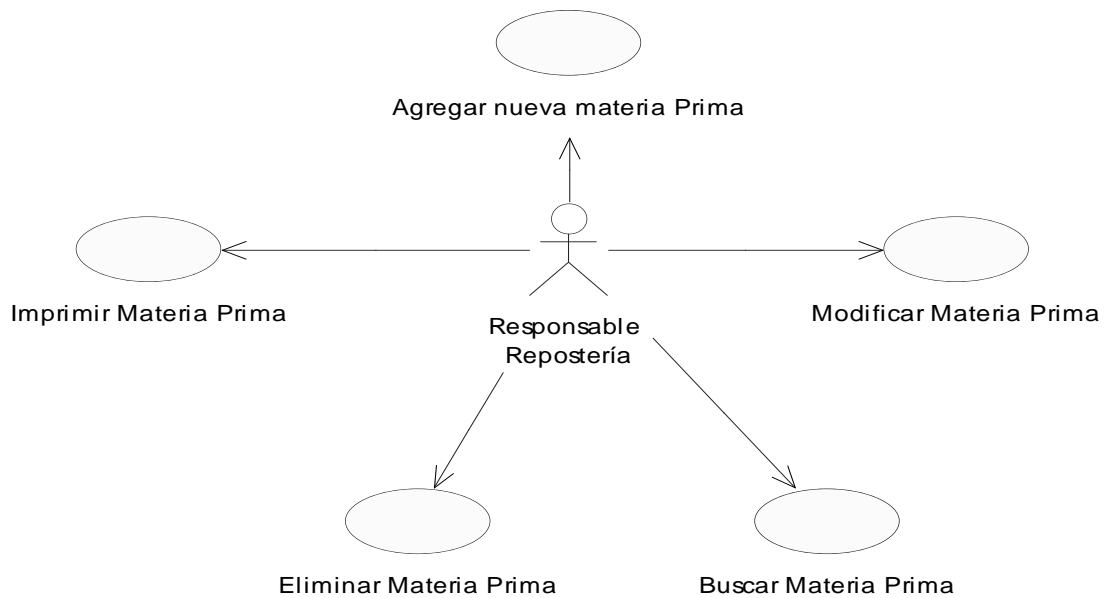 Agregar nueva materia Prima
Imprimir Materia Prima
Modificar Materia Prima
Responsable
Repostería
Eliminar Materia Prima
Buscar Materia Prima